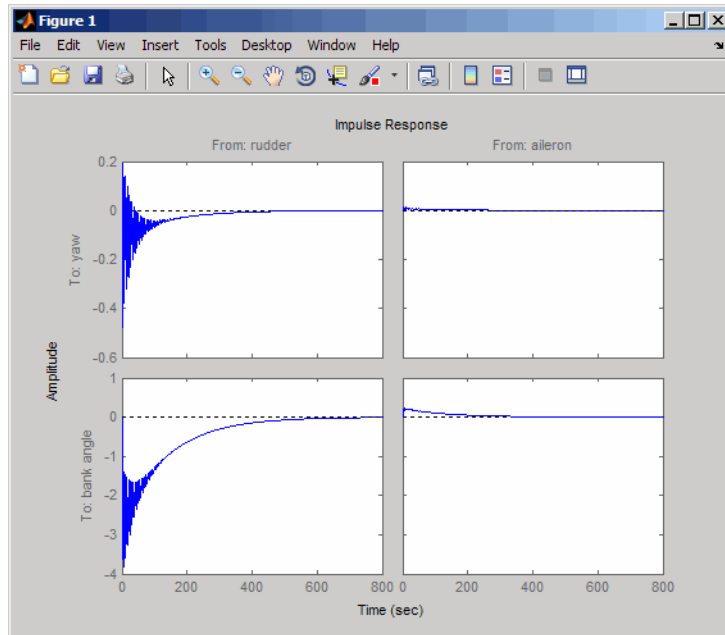 Figure 1
File Edit View Insert Tools Desktop Window Help
Impulse Response
From: rudder
From: aileron
To: yaw
0.2
0
-0.2
-0.4
-0.6
Amplitude
To: bank angle
1
0
-1
-2
-3
-4
0 200 400 600 800
0 200 400 600 800
Time (sec)